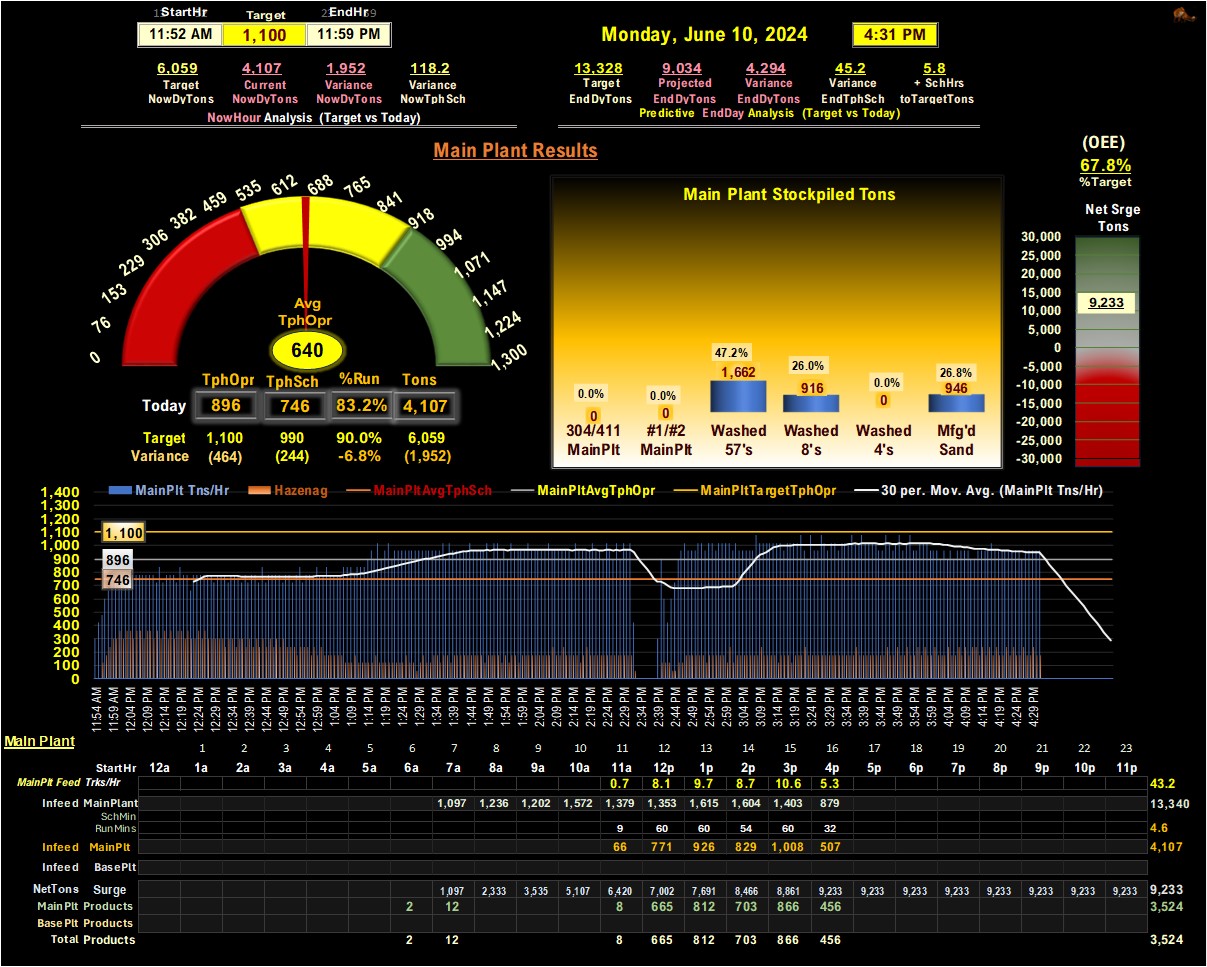 StartHr Target EndHr
11:52 AM 1,100 11:59 PM
Monday, June 10, 2024 4:31 PM
6,059 4,107 1,952 118.2
Target Current Variance Variance
NowDyTons NowDyTons NowDyTons NowTphSch
NowHour Analysis (Target vs Today)
13,328 9,034 4,294 45.2 5.8
Target Projected Variance Variance + SchHrs
EndDyTons EndDyTons EndDyTons EndTphSch toTargetTons
Predictive EndDay Analysis (Target vs Today)
Main Plant Results
(OEE)
67.8%
%Target
0 76 153 229 306 382 459 535 612 688 765 841 918 994 1,071 1,147 1,224 1,300
Avg
TphOpr
640
TphOpr TphSch %Run Tons
Today 896 746 83.2% 4,107
Target 1,100 990 90.0% 6,059
Variance (464) (244) -6.8% (1,952)
Main Plant Stockpiled Tons
0.0% 0.0% 47.2% 26.0% 0.0% 26.8%
0 0 1,662 916 0 946
304/411 #1/#2 Washed Washed Washed Mfg'd
MainPlt MainPlt 57's 8's 4's Sand
Net Srge
Tons
30,000
25,000
20,000
15,000
10,000
9,233
5,000
0
-5,000
-10,000
-15,000
-20,000
-25,000
-30,000
MainPlt Tns/Hr Hazenag MainPltAvgTphSch MainPltAvgTphOpr MainPltTargetTphOpr 30 per. Mov. Avg. (MainPlt Tns/Hr)
1,400
1,300
1,200
1,100
1,000
900
800
700
600
500
400
300
200
100
0
1,100
896
746
11:54 AM 11:59 AM 12:04 PM 12:09 PM 12:14 PM 12:19 PM 12:24 PM 12:29 PM 12:34 PM 12:39 PM 12:44 PM 12:49 PM 12:54 PM 12:59 PM 1:04 PM 1:09 PM 1:14 PM 1:19 PM 1:24 PM 1:29 PM 1:34 PM 1:39 PM 1:44 PM 1:49 PM 1:54 PM 1:59 PM 2:04 PM 2:09 PM 2:14 PM 2:19 PM 2:24 PM 2:29 PM 2:34 PM 2:39 PM 2:44 PM 2:49 PM 2:54 PM 2:59 PM 3:04 PM 3:09 PM 3:14 PM 3:19 PM 3:24 PM 3:29 PM 3:34 PM 3:39 PM 3:44 PM 3:49 PM 3:54 PM 3:59 PM 4:04 PM 4:09 PM 4:14 PM 4:19 PM 4:24 PM 4:29 PM
Main Plant
1 2 3 4 5 6 7 8 9 10 11 12 13 14 15 16 17 18 19 20 21 22 23
StartHr 12a 1a 2a 3a 4a 5a 6a 7a 8a 9a 10a 11a 12p 1p 2p 3p 4p 5p 6p 7p 8p 9p 10p 11p
MainPlt Feed Trks/Hr 0.7 8.1 9.7 8.7 10.6 5.3 43.2
Infeed MainPlant 1,097 1,236 1,202 1,572 1,379 1,353 1,615 1,604 1,403 879 13,340
SchMin
RunMins 9 60 60 54 60 32 4.6
Infeed MainPlt 66 771 926 829 1,008 507 4,107
Infeed BasePlt
NetTons Surge 1,097 2,333 3,535 5,107 6,420 7,002 7,691 8,466 8,861 9,233 9,233 9,233 9,233 9,233 9,233 9,233 9,233 9,233
MainPlt Products 2 12 8 665 812 703 866 456 3,524
BasePlt Products
Total Products 2 12 8 665 812 703 866 456 3,524